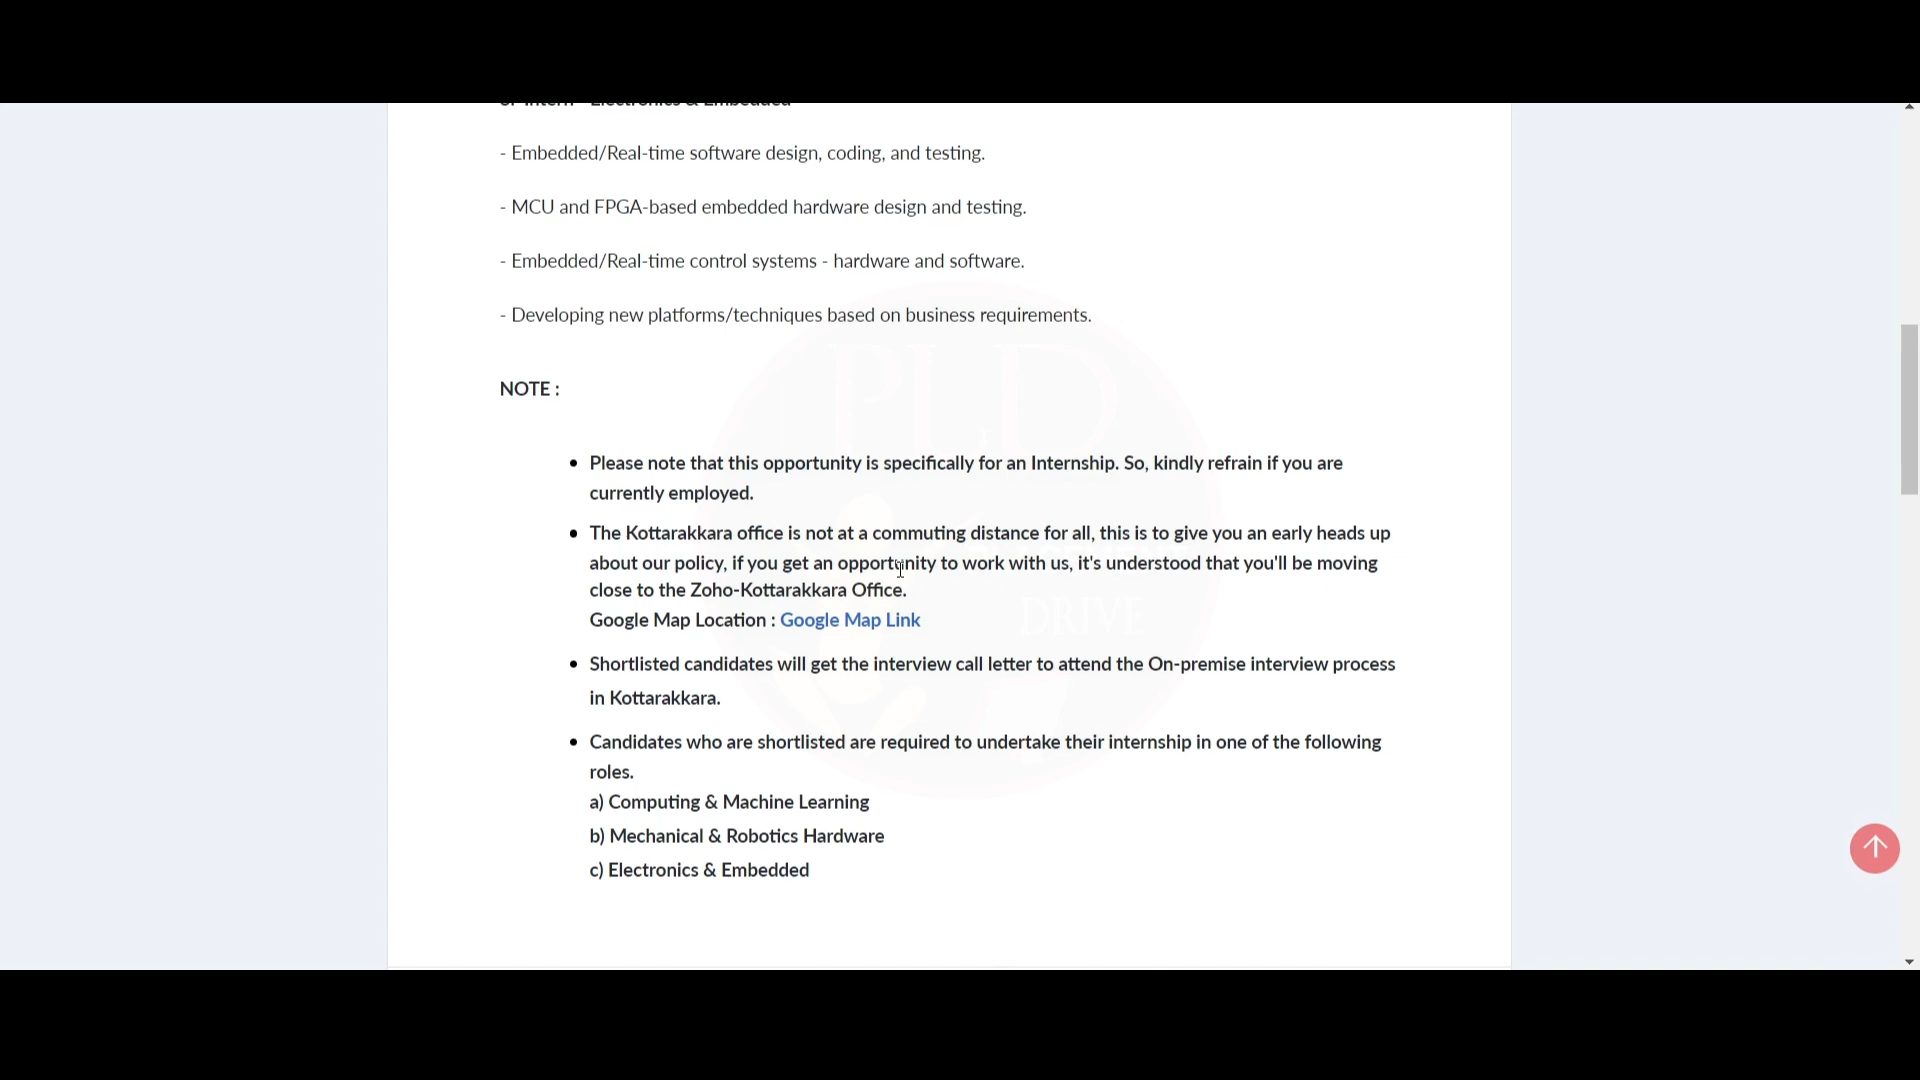 3. Intern - Electronics & Embedded
- Embedded/Real-time software design, coding, and testing.
- MCU and FPGA-based embedded hardware design and testing.
- Embedded/Real-time control systems - hardware and software.
- Developing new platforms/techniques based on business requirements.
NOTE :
• Please note that this opportunity is specifically for an Internship. So, kindly refrain if you are
currently employed.
• The Kottarakkara office is not at a commuting distance for all, this is to give you an early heads up
about our policy, if you get an opportunity to work with us, it's understood that you'll be moving
close to the Zoho-Kottarakkara Office.
Google Map Location : Google Map Link
• Shortlisted candidates will get the interview call letter to attend the On-premise interview process
in Kottarakkara.
• Candidates who are shortlisted are required to undertake their internship in one of the following
roles.
a) Computing & Machine Learning
b) Mechanical & Robotics Hardware
c) Electronics & Embedded
PLD
DRIVE